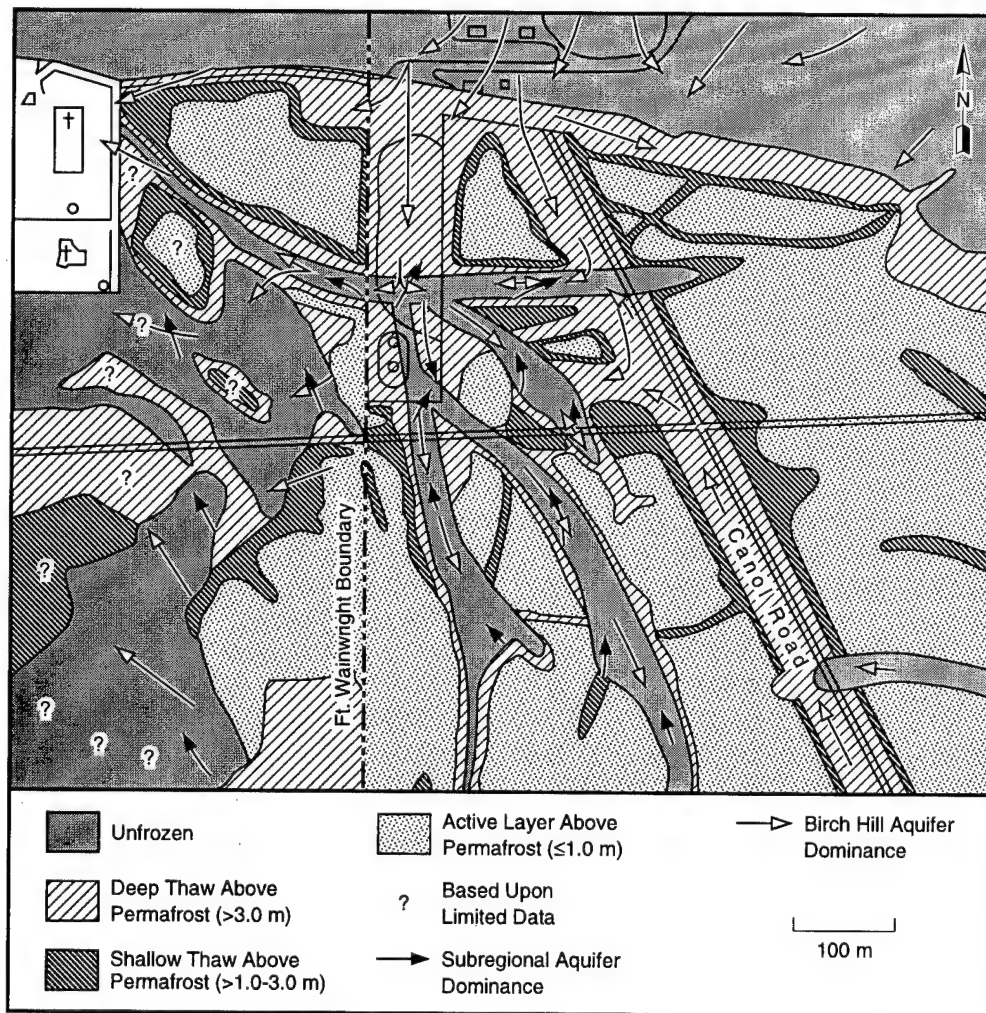 N
?
?
?
?
?
?
Ft. Wainwright Boundary
Canol Road
?
?
?
?
?
Unfrozen
Deep Thaw Above
Permafrost (>3.0 m)
Shallow Thaw Above
Permafrost (>1.0-3.0 m)
Active Layer Above
Permafrost (≤1.0 m)
?
Based Upon
Limited Data
Subregional Aquifer
Dominance
Birch Hill Aquifer
Dominance
100 m